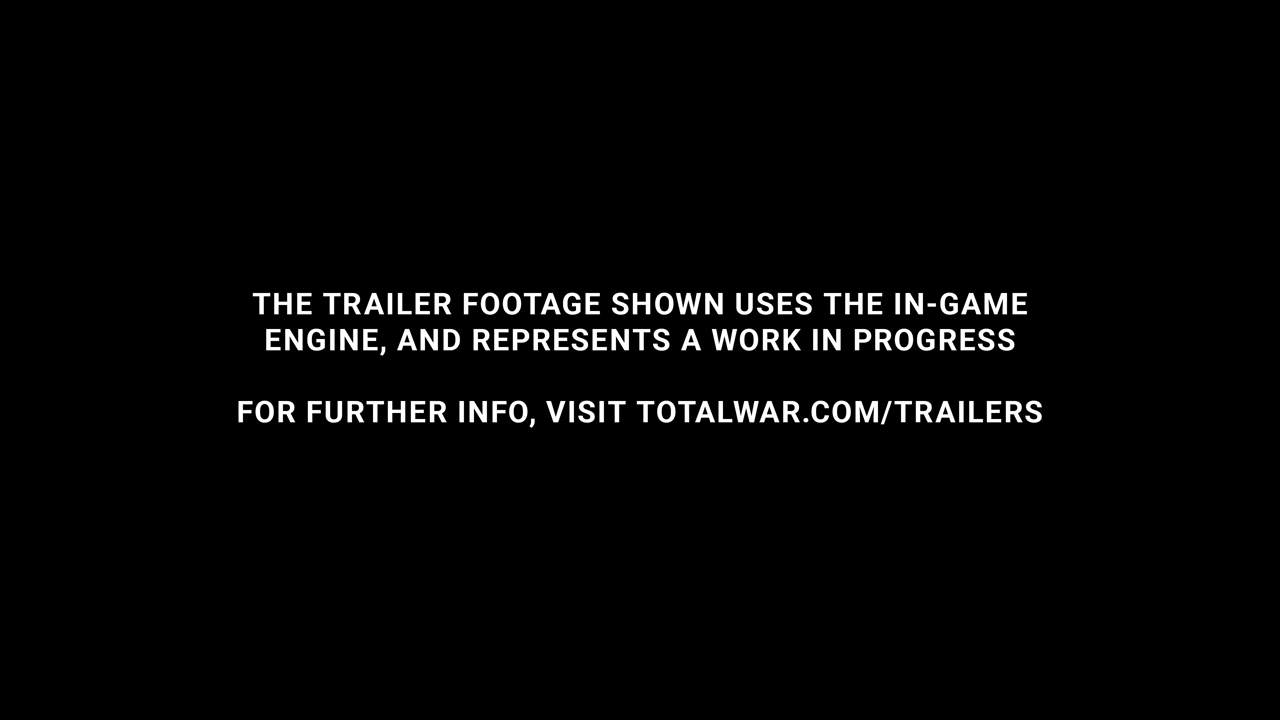 THE TRAILER FOOTAGE SHOWN USES THE IN-GAME
ENGINE, AND REPRESENTS A WORK IN PROGRESS
FOR FURTHER INFO, VISIT TOTALWAR.COM/TRAILERS